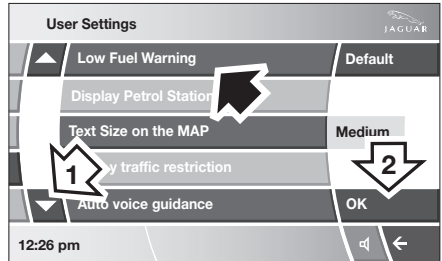 User Settings
JAGUAR
Low Fuel Warning
Default
Display Petrol Station
Text Size on the MAP
Medium
1
traffic restriction
2
Auto voice guidance
OK
12:26 pm